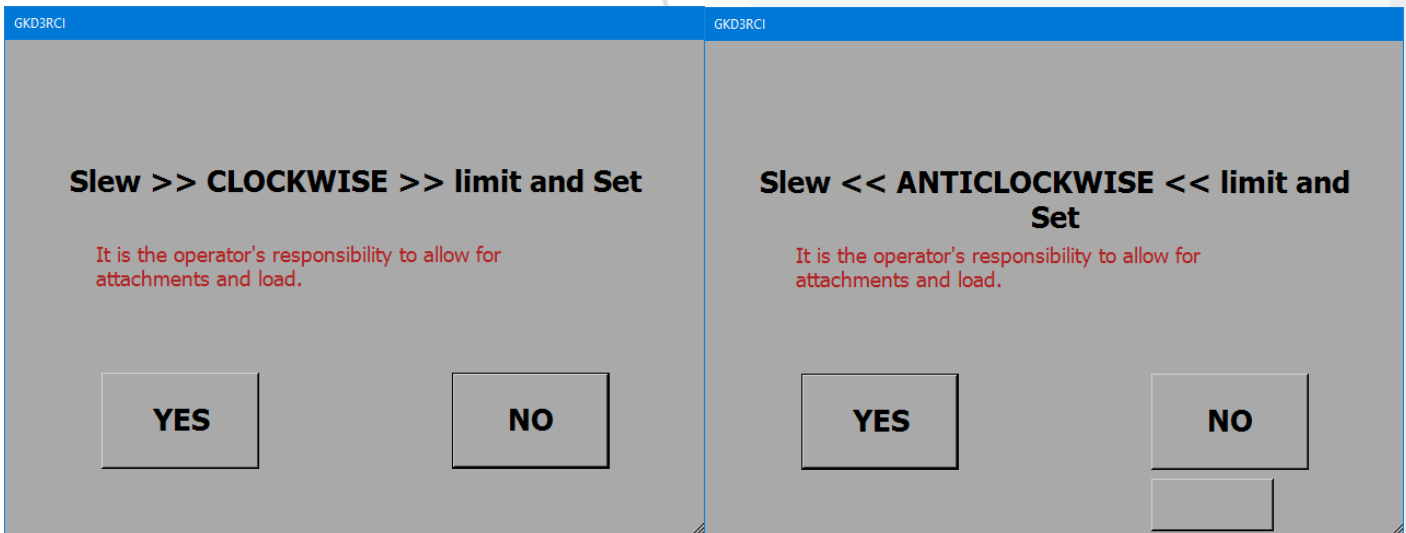 GKD3RCI
Slew >> CLOCKWISE >> limit and Set
It is the operator's responsibility to allow for
attachments and load.
YES
NO
GKD3RCI
Slew << ANTICLOCKWISE << limit and
Set
It is the operator's responsibility to allow for
attachments and load.
YES
NO